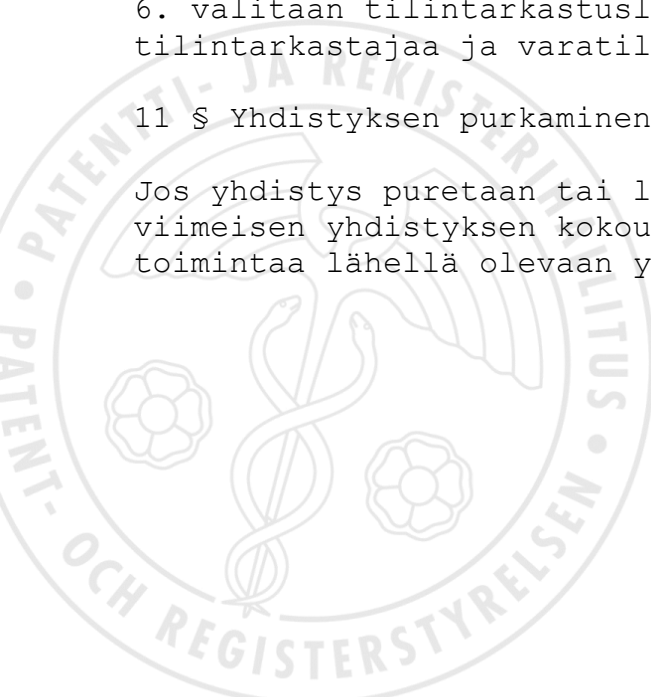 6. valitaan tilintarkastusl
tilintarkastajaa ja varatil
11 § Yhdistyksen purkaminen
Jos yhdistys puretaan tai l
viimeisen yhdistyksen kokou
toimintaa lähellä olevaan y
PATENTTI- JA REKISTERIHALLITUS • PATENT- OCH REGISTERSTYRELSEN •